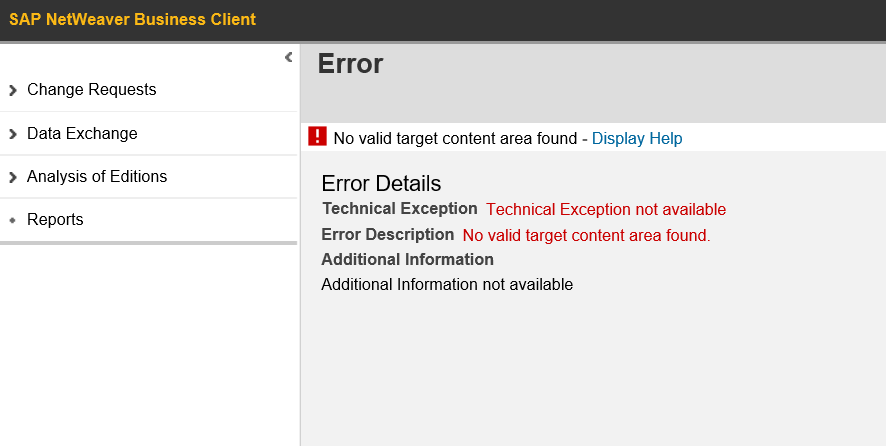 SAP NetWeaver Business Client
Change Requests
Data Exchange
Analysis of Editions
Reports
Error
No valid target content area found - Display Help
Error Details
Technical Exception Technical Exception not available
Error Description No valid target content area found.
Additional Information
Additional Information not available